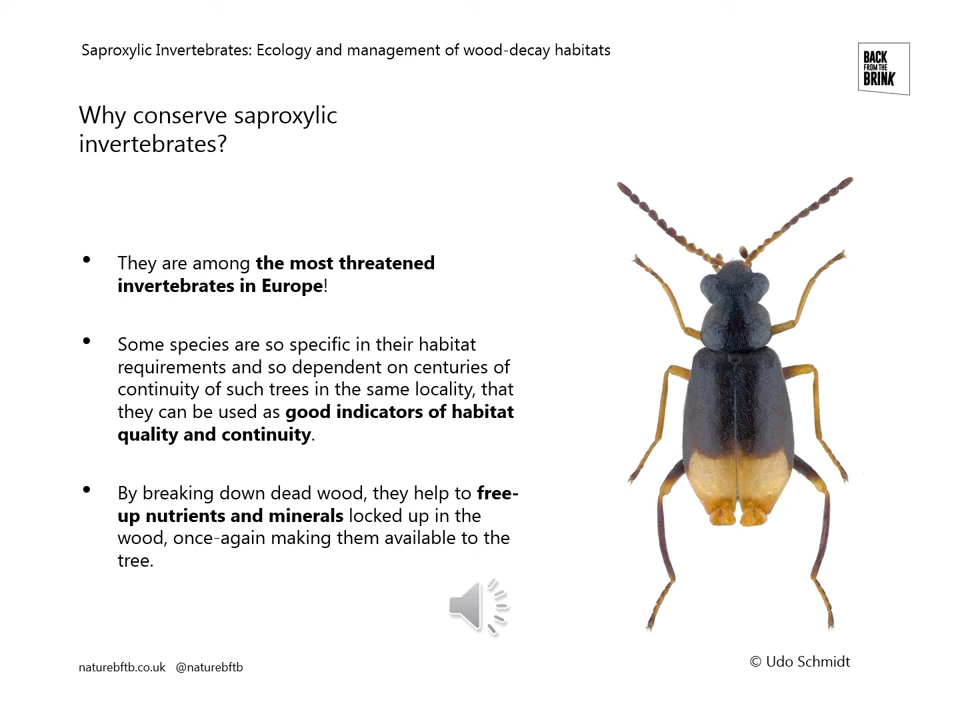 Saproxylic Invertebrates: Ecology and management of wood-decay habitats
BACK
FROM THE
BRINK
Why conserve saproxylic
invertebrates?
• They are among the most threatened
invertebrates in Europe!
• Some species are so specific in their habitat
requirements and so dependent on centuries of
continuity of such trees in the same locality, that
they can be used as good indicators of habitat
quality and continuity.
• By breaking down dead wood, they help to free-
up nutrients and minerals locked up in the
wood, once-again making them available to the
tree.
naturebftb.co.uk @naturebftb
© Udo Schmidt